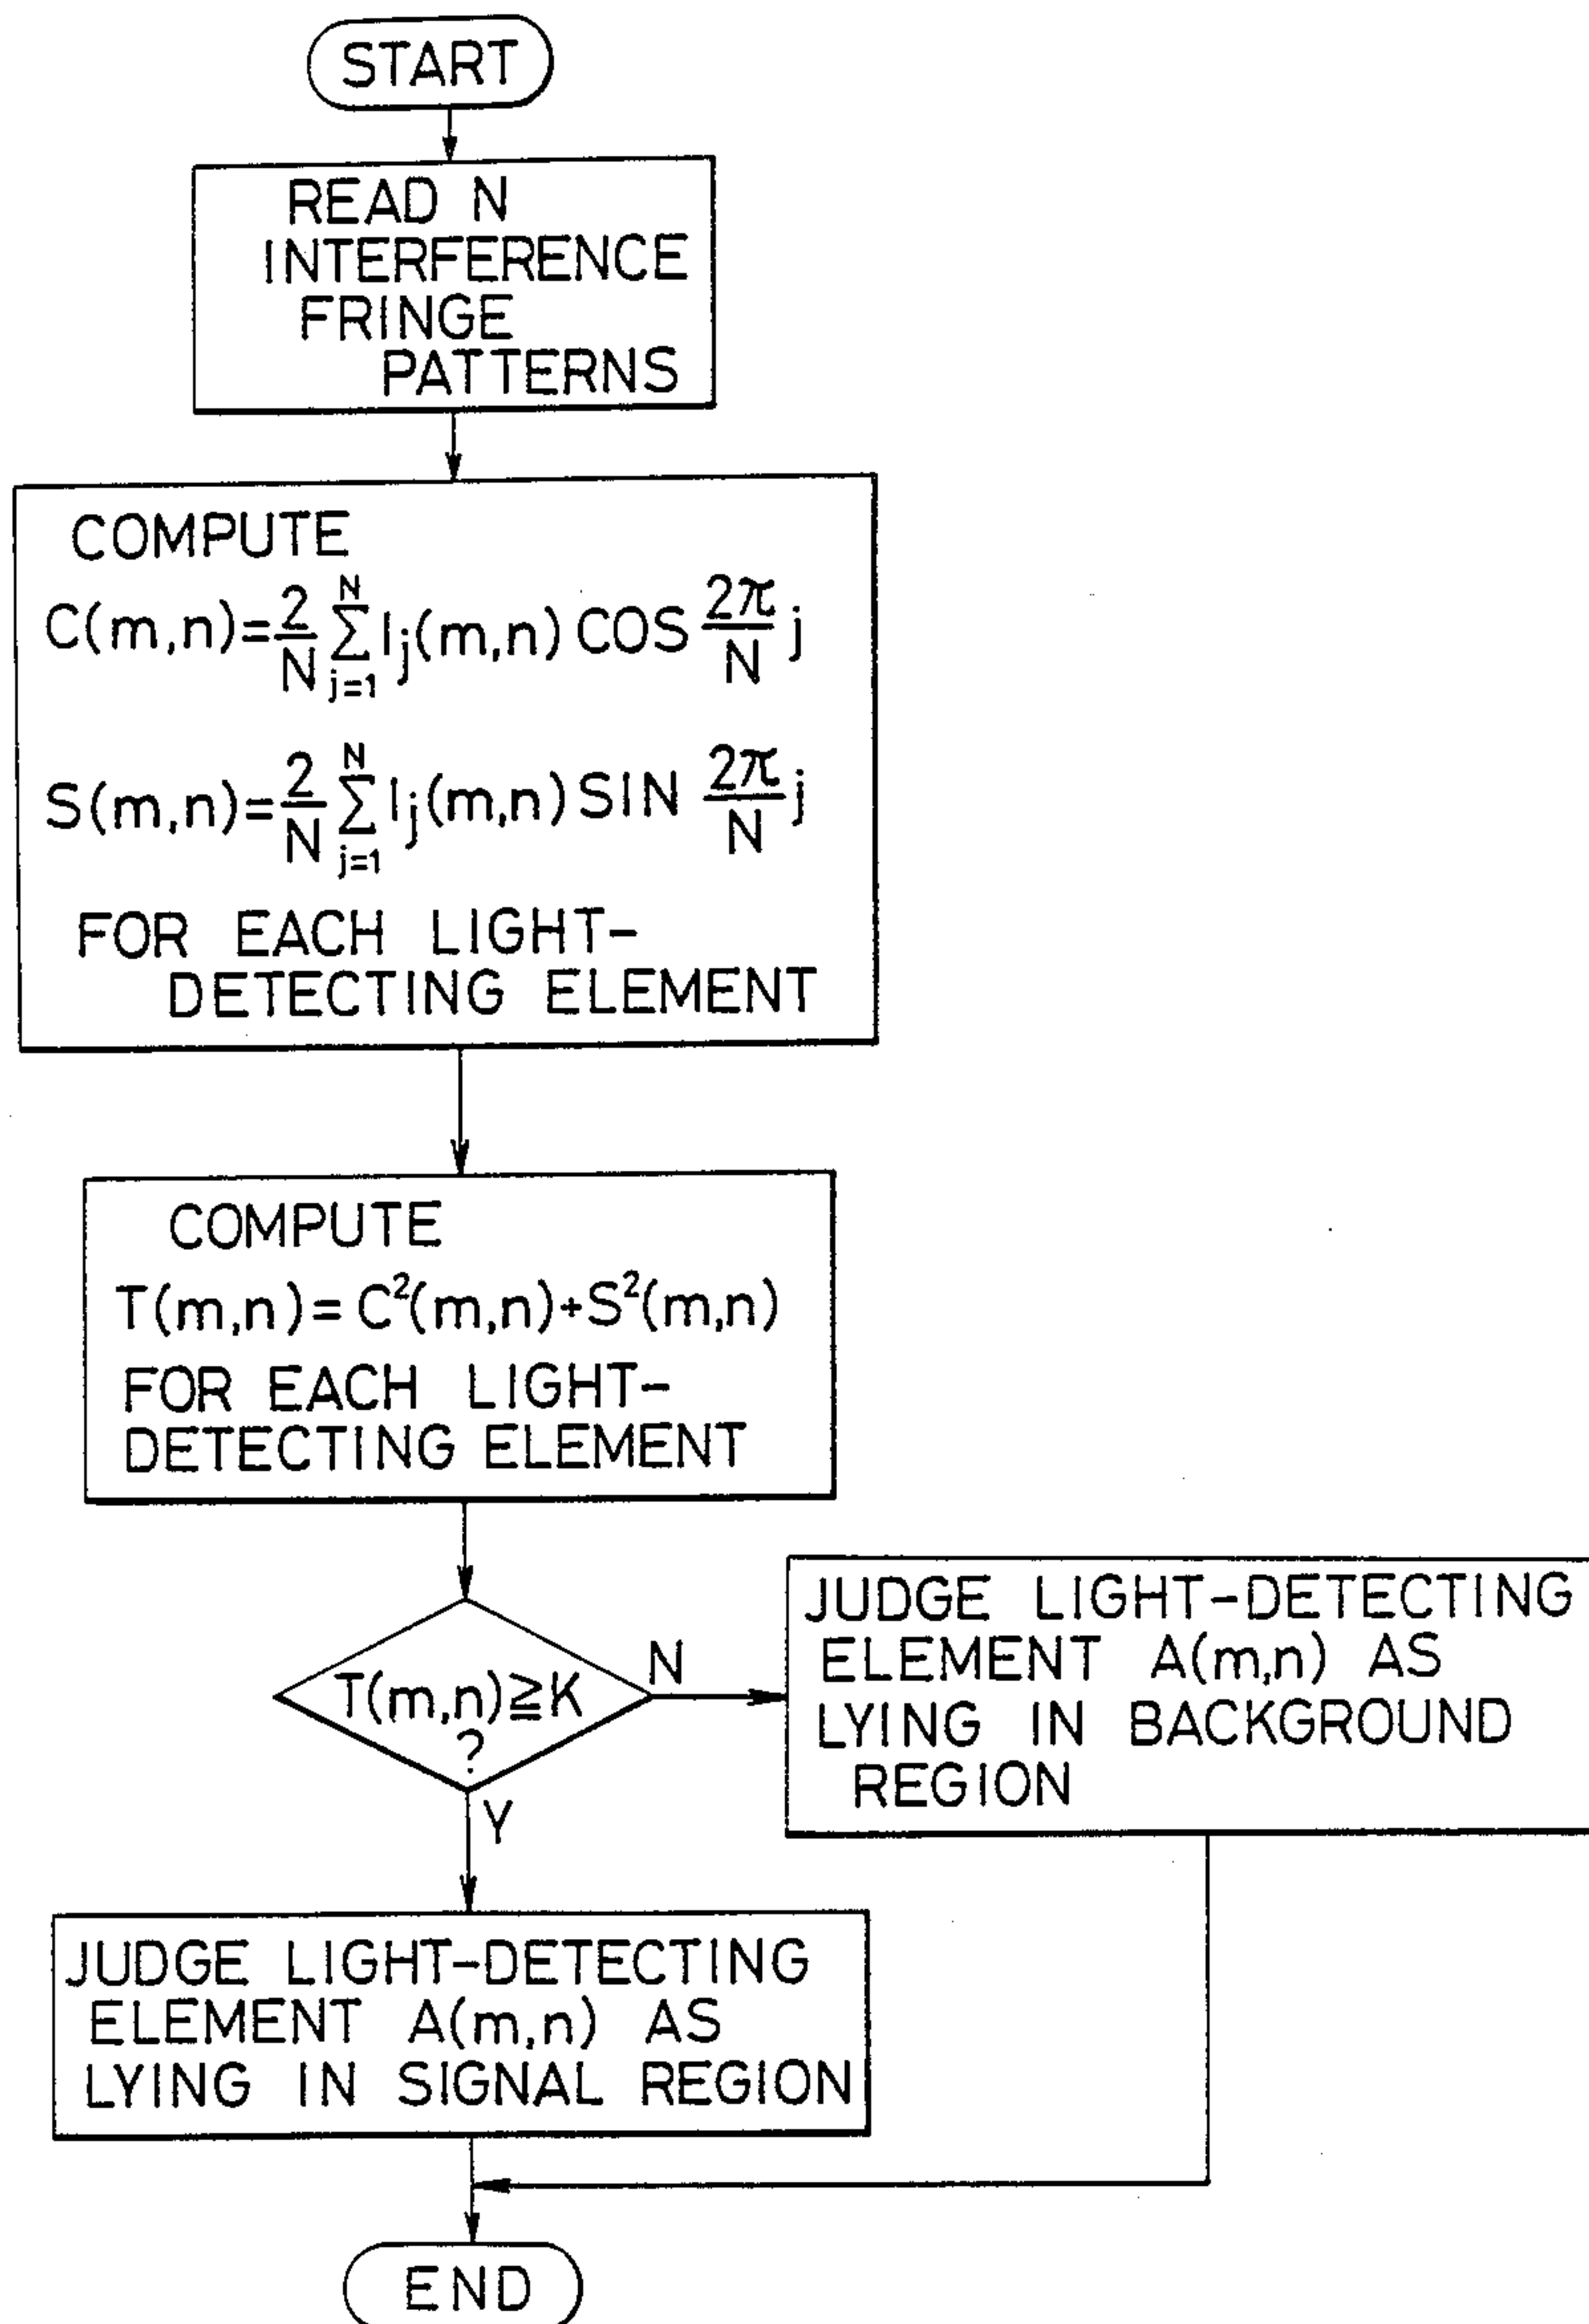 START
READ N
INTERFERENCE
FRINGE
PATTERNS
COMPUTE
C(m,n)=2/N Σ_{j=1}^{N} I_j(m,n) COS 2π/N j
S(m,n)=2/N Σ_{j=1}^{N} I_j(m,n) SIN 2π/N j
FOR EACH LIGHT-
DETECTING ELEMENT
COMPUTE
T(m,n)=C²(m,n)+S²(m,n)
FOR EACH LIGHT-
DETECTING ELEMENT
T(m,n)≧K
?
N
JUDGE LIGHT-DETECTING
ELEMENT A(m,n) AS
LYING IN BACKGROUND
REGION
Y
JUDGE LIGHT-DETECTING
ELEMENT A(m,n) AS
LYING IN SIGNAL REGION
END